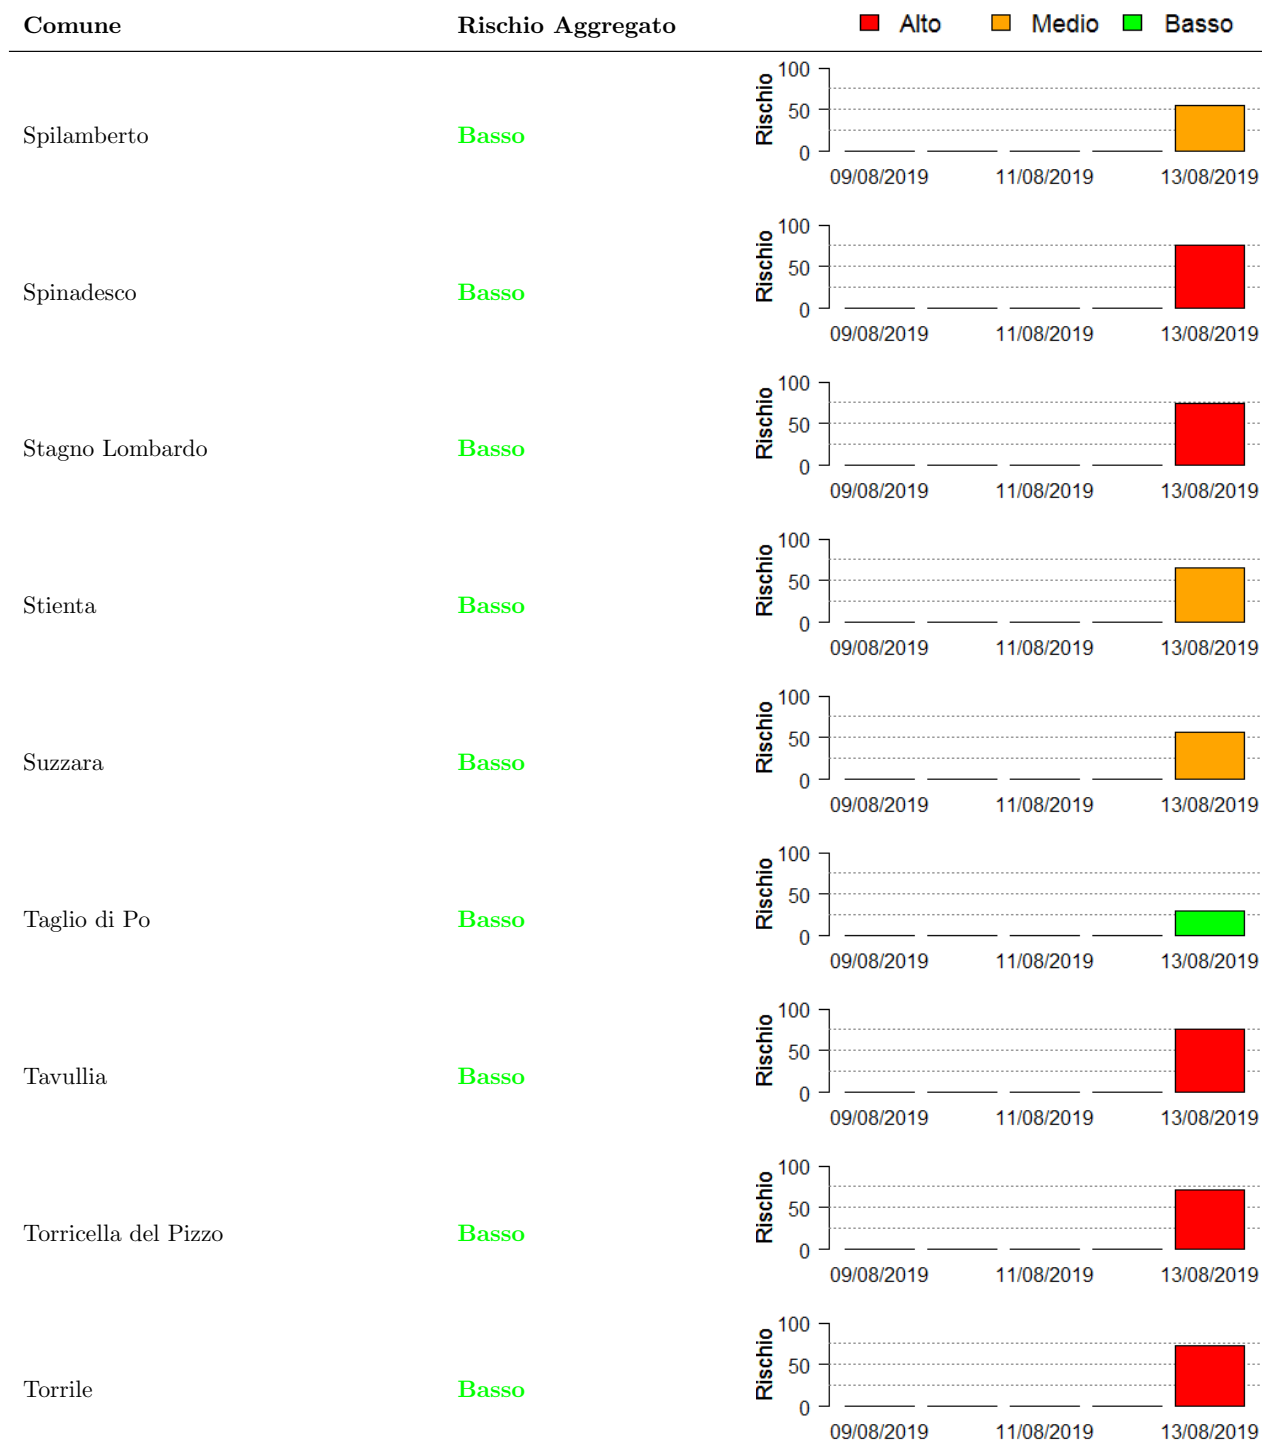 Comune Rischio Aggregato Alto Medio Basso
100
50
0
Rischio
Spilamberto Basso
09/08/2019 11/08/2019 13/08/2019
100
50
0
Rischio
Spinadesco Basso
09/08/2019 11/08/2019 13/08/2019
100
50
0
Rischio
Stagno Lombardo Basso
09/08/2019 11/08/2019 13/08/2019
100
50
0
Rischio
Stienta Basso
09/08/2019 11/08/2019 13/08/2019
100
50
0
Rischio
Suzzara Basso
09/08/2019 11/08/2019 13/08/2019
100
50
0
Rischio
Taglio di Po Basso
09/08/2019 11/08/2019 13/08/2019
100
50
0
Rischio
Tavullia Basso
09/08/2019 11/08/2019 13/08/2019
100
50
0
Rischio
Torricella del Pizzo Basso
09/08/2019 11/08/2019 13/08/2019
100
50
0
Rischio
Torrile Basso
09/08/2019 11/08/2019 13/08/2019